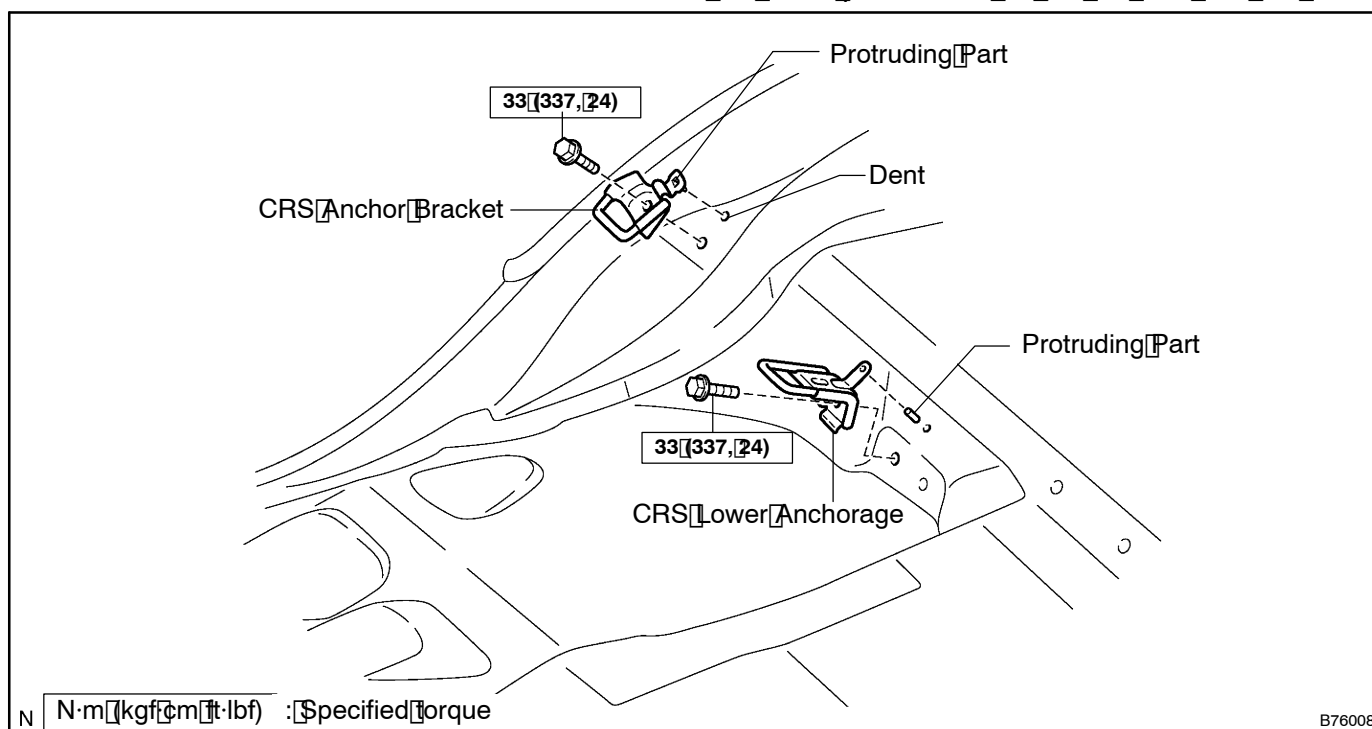 Protruding Part
33 (337, 24)
Dent
CRS Anchor Bracket
Protruding Part
33 (337, 24)
CRS Lower Anchorage
N N·m (kgf cm ft·lbf) : Specified torque
B76008